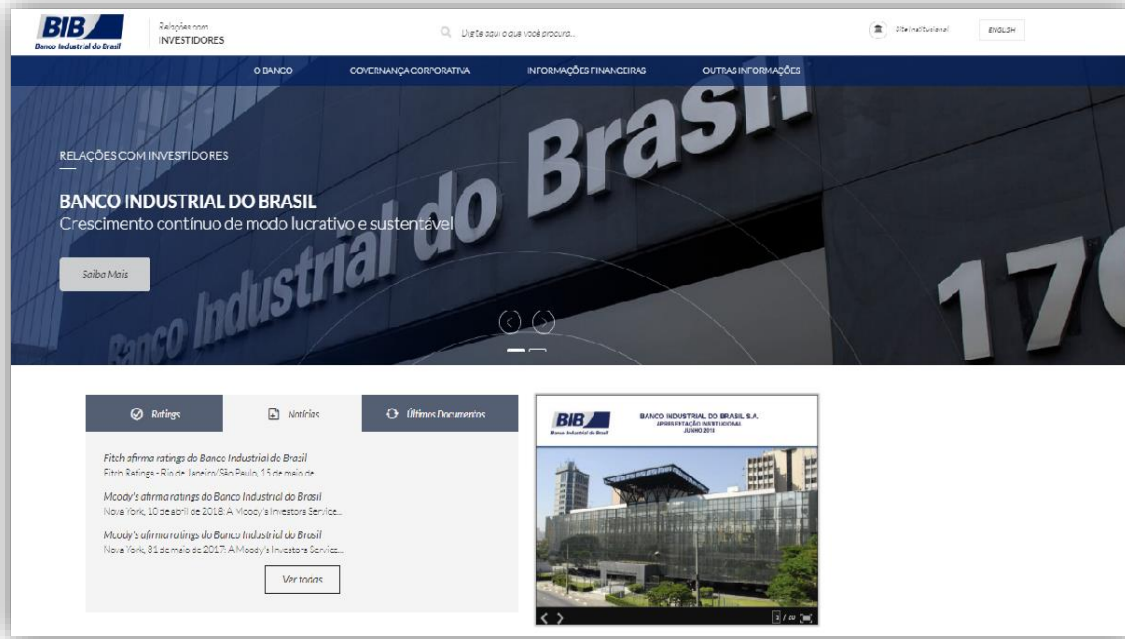 BIB
Banco Industrial do Brasil
Relações com
INVESTIDORES
Digite aqui o que você procura...
Site Institucional
ENGLISH
O BANCO
GOVERNANÇA CORPORATIVA
INFORMAÇÕES FINANCEIRAS
OUTRAS INFORMAÇÕES
Banco Industrial do Brasil
RELAÇÕES COM INVESTIDORES
BANCO INDUSTRIAL DO BRASIL
Crescimento contínuo de modo lucrativo e sustentável
Saiba Mais
Ratings
Notícias
Últimos Documentos
Fitch afirma ratings do Banco Industrial do Brasil
Fitch Ratings - Rio de Janeiro/São Paulo, 15 de maio de
Moody's afirma ratings do Banco Industrial do Brasil
Nova York, 10 de abril de 2018: A Moody's Investors Service...
Moody's afirma ratings do Banco Industrial do Brasil
Nova York, 31 de maio de 2017: A Moody's Investors Service...
Ver todas
BIB
Banco Industrial do Brasil
BANCO INDUSTRIAL DO BRASIL S.A.
APRESENTAÇÃO INSTITUCIONAL